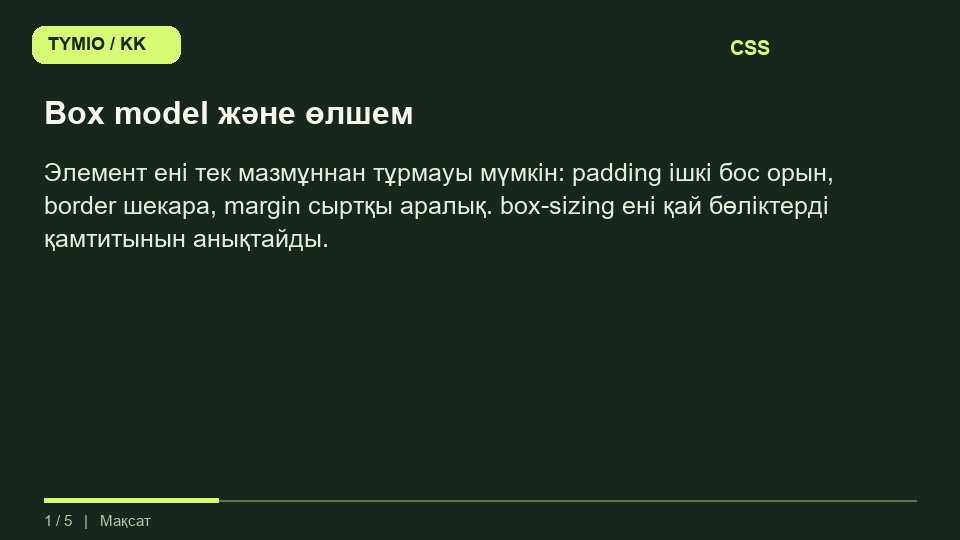 TYMIO / KK
CSS
Box model және өлшем
Элемент ені тек мазмұннан тұрмауы мүмкін: padding ішкі бос орын,
border шекара, margin сыртқы аралық. box-sizing ені қай бөліктерді
қамтитынын анықтайды.
1 / 5 | Мақсат